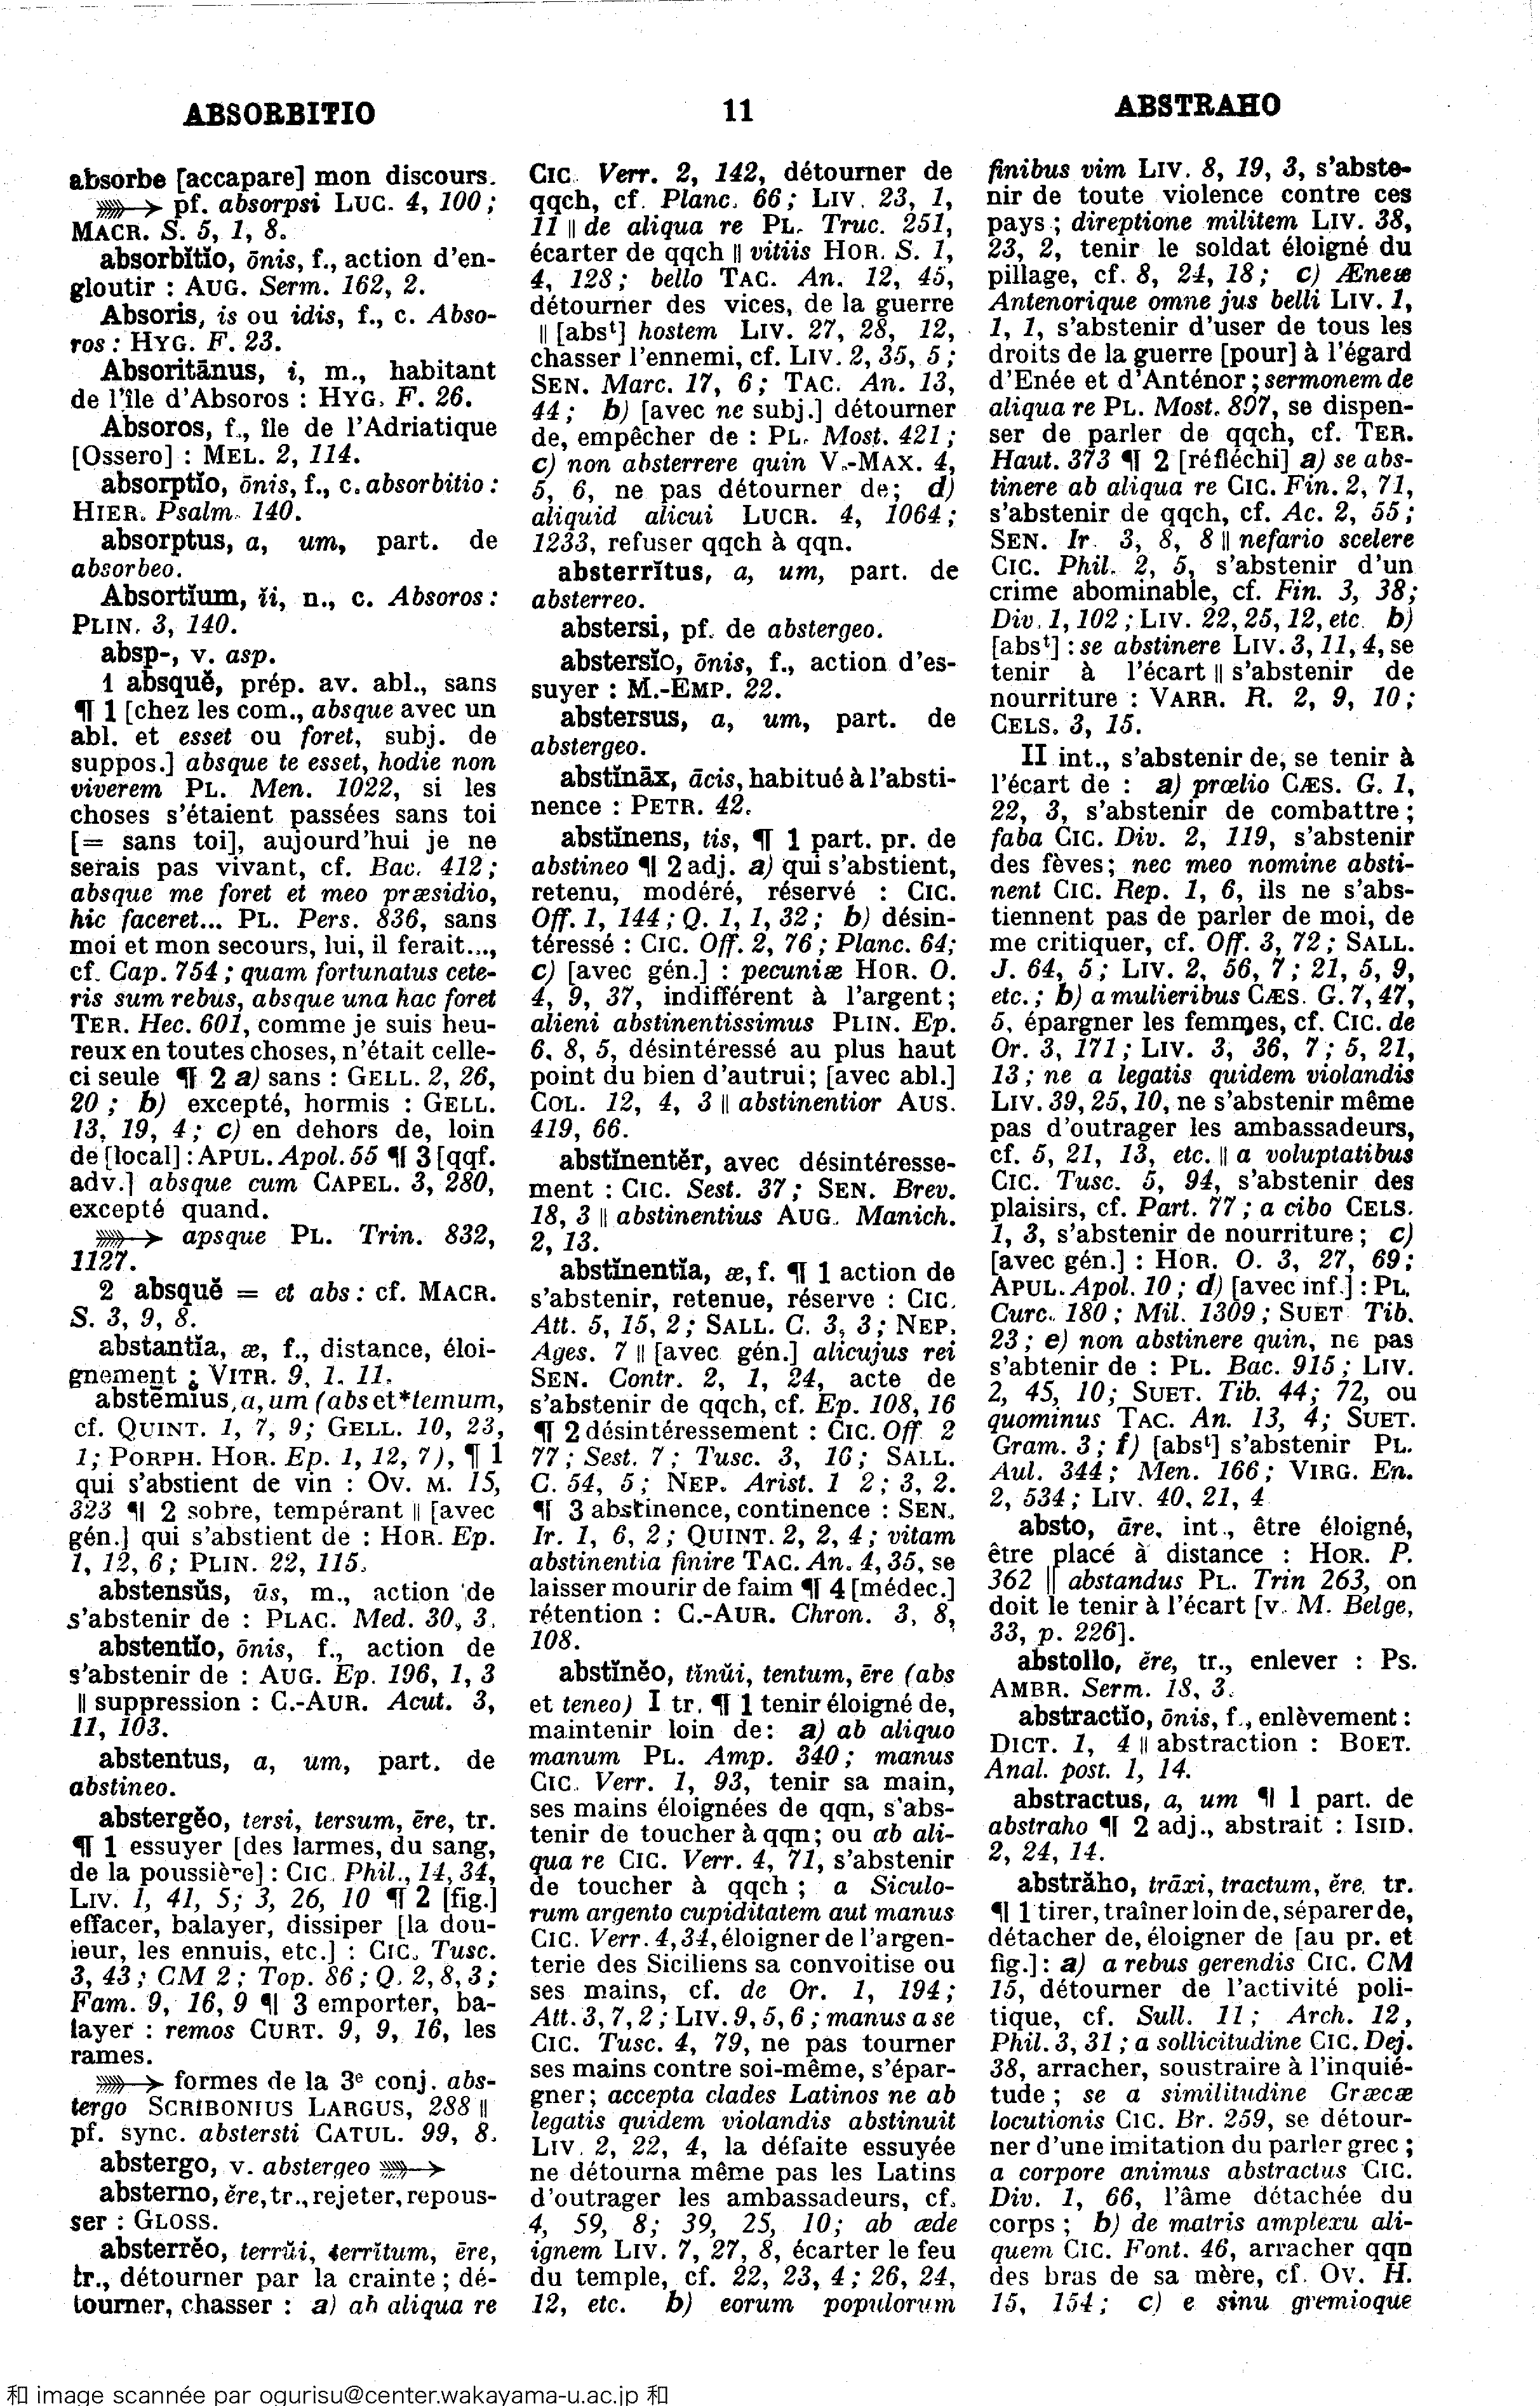 ABSORBITIO
11
ABSTRAHO
absorbe [accapare] mon discours.
pf. absorpsi LUC. 4, 100 ;
MACR. S. 5, 1, 8.
absorbĭtĭo, ōnis, f., action d'en-
gloutir : AUG. Serm. 162, 2.
Absoris, is ou idis, f., c. Abso-
ros : HYG. F. 23.
Absoritānus, i, m., habitant
de l'île d'Absoros : HYG. F. 26.
Absoros, f., île de l'Adriatique
[Ossero] : MEL. 2, 114.
absorptĭo, ōnis, f., c. absorbitio :
HIER. Psalm. 140.
absorptus, a, um, part. de
absorbeo.
Absortĭum, ĭi, n., c. Absoros :
PLIN. 3, 140.
absp-, v. asp.
1 absquĕ, prép. av. abl., sans
¶ 1 [chez les com., absque avec un
abl. et esset ou foret, subj. de
suppos.] absque te esset, hodie non
viverem PL. Men. 1022, si les
choses s'étaient passées sans toi
[= sans toi], aujourd'hui je ne
serais pas vivant, cf. Bac. 412 ;
absque me foret et meo præsidio,
hic faceret... PL. Pers. 836, sans
moi et mon secours, lui, il ferait...,
cf. Cap. 754 ; quam fortunatus cete-
ris sum rebus, absque una hac foret
TER. Hec. 601, comme je suis heu-
reux en toutes choses, n'était celle-
ci seule ¶ 2 a) sans : GELL. 2, 26,
20 ; b) excepté, hormis : GELL.
13, 19, 4 ; c) en dehors de, loin
de [local] : APUL. Apol. 55 ¶ 3 [qqf.
adv.] absque cum CAPEL. 3, 280,
excepté quand.
apsque PL. Trin. 832,
1127.
2 absquĕ = et abs : cf. MACR.
S. 3, 9, 8.
abstantĭa, æ, f., distance, éloi-
gnement : VITR. 9, 1, 11.
abstēmius, a, um (abs et *temum,
cf. QUINT. 1, 7, 9; GELL. 10, 23,
1; PORPH. HOR. Ep. 1, 12, 7), ¶ 1
qui s'abstient de vin : OV. M. 15,
323 ¶ 2 sobre, tempérant || [avec
gén.] qui s'abstient de : HOR. Ep.
1, 12, 6 ; PLIN. 22, 115.
abstensŭs, ūs, m., action de
s'abstenir de : PLAC. Med. 30, 3.
abstentĭo, ōnis, f., action de
s'abstenir de : AUG. Ep. 196, 1, 3
|| suppression : C.-AUR. Acut. 3,
11, 103.
abstentus, a, um, part. de
abstineo.
abstergĕo, tersi, tersum, ēre, tr.
¶ 1 essuyer [des larmes, du sang,
de la poussière] : CIC. Phil., 14, 34,
LIV. 1, 41, 5; 3, 26, 10 ¶ 2 [fig.]
effacer, balayer, dissiper [la dou-
leur, les ennuis, etc.] : CIC. Tusc.
3, 43 ; CM 2 ; Top. 86 ; Q. 2, 8, 3 ;
Fam. 9, 16, 9 ¶ 3 emporter, ba-
layer : remos CURT. 9, 9, 16, les
rames.
formes de la 3e conj. abs-
tergo SCRIBONIUS LARGUS, 288 ||
pf. sync. abstersti CATUL. 99, 8.
abstergo, v. abstergeo
absterno, ĕre, tr., rejeter, repous-
ser : GLOSS.
absterrĕo, terrŭi, territum, ēre,
tr., détourner par la crainte ; dé-
tourner, chasser : a) ab aliqua re
CIC. Verr. 2, 142, détourner de
qqch, cf. Planc. 66 ; LIV. 23, 1,
11 || de aliqua re PL. Truc. 251,
écarter de qqch || vitiis HOR. S. 1,
4, 128 ; bello TAC. An. 12, 45,
détourner des vices, de la guerre
|| [abst] hostem LIV. 27, 28, 12,
chasser l'ennemi, cf. LIV. 2, 35, 5 ;
SEN. Marc. 17, 6 ; TAC. An. 13,
44 ; b) [avec ne subj.] détourner
de, empêcher de : PL. Most. 421 ;
c) non absterrere quin V.-MAX. 4,
5, 6, ne pas détourner de; d)
aliquid alicui LUCR. 4, 1064 ;
1233, refuser qqch à qqn.
absterrĭtus, a, um, part. de
absterreo.
abstersi, pf. de abstergeo.
abstersĭo, ōnis, f., action d'es-
suyer : M.-EMP. 22.
abstersus, a, um, part. de
abstergeo.
abstĭnāx, ācis, habitué à l'absti-
nence : PETR. 42.
abstĭnens, tis, ¶ 1 part. pr. de
abstineo ¶ 2 adj. a) qui s'abstient,
retenu, modéré, réservé : CIC.
Off. 1, 144 ; Q. 1, 1, 32 ; b) désin-
téressé : CIC. Off. 2, 76 ; Planc. 64;
c) [avec gén.] : pecuniæ HOR. O.
4, 9, 37, indifférent à l'argent ;
alieni abstinentissimus PLIN. Ep.
6, 8, 5, désintéressé au plus haut
point du bien d'autrui ; [avec abl.]
COL. 12, 4, 3 || abstinentior AUS.
419, 66.
abstĭnentĕr, avec désintéresse-
ment : CIC. Sest. 37 ; SEN. Brev.
18, 3 || abstinentius AUG. Manich.
2, 13.
abstĭnentĭa, æ, f. ¶ 1 action de
s'abstenir, retenue, réserve : CIC.
Att. 5, 15, 2 ; SALL. C. 3, 3 ; NEP.
Ages. 7 || [avec gén.] alicujus rei
SEN. Contr. 2, 1, 24, acte de
s'abstenir de qqch, cf. Ep. 108, 16
¶ 2 désintéressement : CIC. Off 2
77 ; Sest. 7 ; Tusc. 3, 16 ; SALL.
C. 54, 5 ; NEP. Arist. 1 2 ; 3, 2.
¶ 3 abstinence, continence : SEN.
Ir. 1, 6, 2 ; QUINT. 2, 2, 4 ; vitam
abstinentia finire TAC. An. 4, 35, se
laisser mourir de faim ¶ 4 [médec.]
rétention : C.-AUR. Chron. 3, 8,
108.
abstĭnĕo, tĭnŭi, tentum, ēre (abs
et teneo) I tr. ¶ 1 tenir éloigné de,
maintenir loin de : a) ab aliquo
manum PL. Amp. 340 ; manus
CIC. Verr. 1, 93, tenir sa main,
ses mains éloignées de qqn, s'abs-
tenir de toucher à qqn; ou ab ali-
qua re CIC. Verr. 4, 71, s'abstenir
de toucher à qqch ; a Siculo-
rum argento cupiditatem aut manus
CIC. Verr. 4, 34, éloigner de l'argen-
terie des Siciliens sa convoitise ou
ses mains, cf. de Or. 1, 194 ;
Att. 3, 7, 2 ; LIV. 9, 5, 6 ; manus a se
CIC. Tusc. 4, 79, ne pas tourner
ses mains contre soi-même, s'épar-
gner ; accepta clades Latinos ne ab
legatis quidem violandis abstinuit
LIV. 2, 22, 4, la défaite essuyée
ne détourna même pas les Latins
d'outrager les ambassadeurs, cf.
4, 59, 8; 39, 25, 10; ab æde
ignem LIV. 7, 27, 8, écarter le feu
du temple, cf. 22, 23, 4 ; 26, 24,
12, etc. b) eorum populorum
finibus vim LIV. 8, 19, 3, s'abste-
nir de toute violence contre ces
pays ; direptione militem LIV. 38,
23, 2, tenir le soldat éloigné du
pillage, cf. 8, 24, 18 ; c) Æneæ
Antenorique omne jus belli LIV. 1,
1, 1, s'abstenir d'user de tous les
droits de la guerre [pour] à l'égard
d'Enée et d'Anténor ; sermonem de
aliqua re PL. Most. 897, se dispen-
ser de parler de qqch, cf. TER.
Haut. 373 ¶ 2 [réfléchi] a) se abs-
tinere ab aliqua re CIC. Fin. 2, 71,
s'abstenir de qqch, cf. Ac. 2, 55 ;
SEN. Ir. 3, 8, 8 || nefario scelere
CIC. Phil. 2, 5, s'abstenir d'un
crime abominable, cf. Fin. 3, 38;
Div. 1, 102 ; LIV. 22, 25, 12, etc. b)
[abst] : se abstinere LIV. 3, 11, 4, se
tenir à l'écart || s'abstenir de
nourriture : VARR. R. 2, 9, 10 ;
CELS. 3, 15.
II int., s'abstenir de, se tenir à
l'écart de : a) prœlio CÆS. G. 1,
22, 3, s'abstenir de combattre ;
faba CIC. Div. 2, 119, s'abstenir
des fèves ; nec meo nomine absti-
nent CIC. Rep. 1, 6, ils ne s'abs-
tiennent pas de parler de moi, de
me critiquer, cf. Off. 3, 72 ; SALL.
J. 64, 5 ; LIV. 2, 56, 7 ; 21, 5, 9,
etc. ; b) a mulieribus CÆS. G. 7, 47,
5, épargner les femmes, cf. CIC. de
Or. 3, 171 ; LIV. 3, 36, 7 ; 5, 21,
13 ; ne a legatis quidem violandis
LIV. 39, 25, 10, ne s'abstenir même
pas d'outrager les ambassadeurs,
cf. 5, 21, 13, etc. || a voluptatibus
CIC. Tusc. 5, 94, s'abstenir des
plaisirs, cf. Part. 77 ; a cibo CELS.
1, 3, s'abstenir de nourriture ; c)
[avec gén.] : HOR. O. 3, 27, 69 ;
APUL. Apol. 10 ; d) [avec inf.] : PL.
Curc. 180 ; Mil. 1309 ; SUET Tib.
23 ; e) non abstinere quin, ne pas
s'abtenir de : PL. Bac. 915 ; LIV.
2, 45, 10; SUET. Tib. 44; 72, ou
quominus TAC. An. 13, 4; SUET.
Gram. 3 ; f) [abst] s'abstenir PL.
Aul. 344 ; Men. 166 ; VIRG. En.
2, 534 ; LIV. 40, 21, 4
absto, āre, int., être éloigné,
être placé à distance : HOR. P.
362 || abstandus PL. Trin 263, on
doit le tenir à l'écart [v. M. Belge,
33, p. 226].
abstollo, ĕre, tr., enlever : PS.
AMBR. Serm. 18, 3.
abstractĭo, ōnis, f., enlèvement :
DICT. 1, 4 || abstraction : BOET.
Anal. post. 1, 14.
abstractus, a, um ¶ 1 part. de
abstraho ¶ 2 adj., abstrait : ISID.
2, 24, 14.
abstrăho, trāxi, tractum, ĕre, tr.
¶ 1 tirer, traîner loin de, séparer de,
détacher de, éloigner de [au pr. et
fig.] : a) a rebus gerendis CIC. CM
15, détourner de l'activité poli-
tique, cf. Sull. 11 ; Arch. 12,
Phil. 3, 31 ; a sollicitudine CIC. Dej.
38, arracher, soustraire à l'inquié-
tude ; se a similitudine Græcæ
locutionis CIC. Br. 259, se détour-
ner d'une imitation du parler grec ;
a corpore animus abstractus CIC.
Div. 1, 66, l'âme détachée du
corps ; b) de matris amplexu ali-
quem CIC. Font. 46, arracher qqn
des bras de sa mère, cf. OV. H.
15, 154 ; c) e sinu gremioque
和 image scannée par ogurisu@center.wakayama-u.ac.jp 和